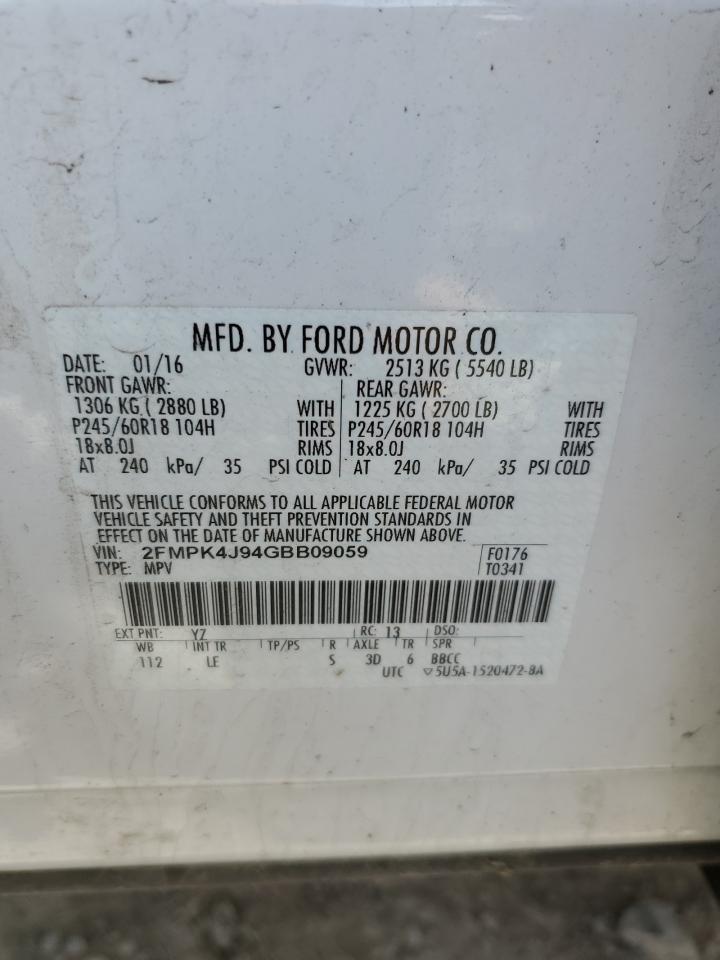 MFD. BY FORD MOTOR CO.
DATE: 01/16 GVWR: 2513 KG ( 5540 LB)
FRONT GAWR: REAR GAWR:
1306 KG ( 2880 LB) WITH 1225 KG ( 2700 LB) WITH
P245/60R18 104H TIRES P245/60R18 104H TIRES
18x8.0J RIMS 18x8.0J RIMS
AT 240 kPa/ 35 PSI COLD AT 240 kPa/ 35 PSI COLD
THIS VEHICLE CONFORMS TO ALL APPLICABLE FEDERAL MOTOR
VEHICLE SAFETY AND THEFT PREVENTION STANDARDS IN
EFFECT ON THE DATE OF MANUFACTURE SHOWN ABOVE.
VIN: 2FMPK4J94GBB09059 F0176
TYPE: MPV T0341
EXT PNT: YZ RC: 13 DSO:
WB INT TR TP/PS R AXLE TR SPR
112 LE S 3D 6 BBCC
UTC ▽5U5A-1520472-BA